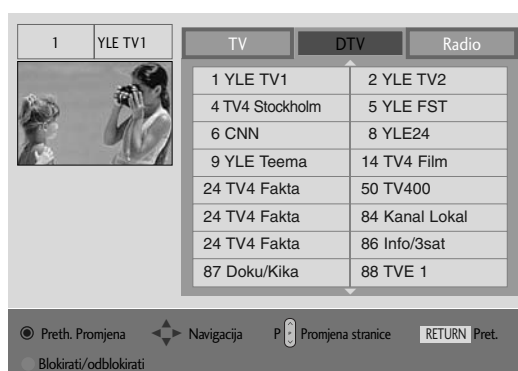 1 YLE TV1
TV DTV Radio
1 YLE TV1 2 YLE TV2
4 TV4 Stockholm 5 YLE FST
6 CNN 8 YLE24
9 YLE Teema 14 TV4 Film
24 TV4 Fakta 50 TV400
24 TV4 Fakta 84 Kanal Lokal
24 TV4 Fakta 86 Info/3sat
87 Doku/Kika 88 TVE 1
Preth. Promjena Navigacija P Promjena stranice RETURN Pret.
Blokirati/odblokirati